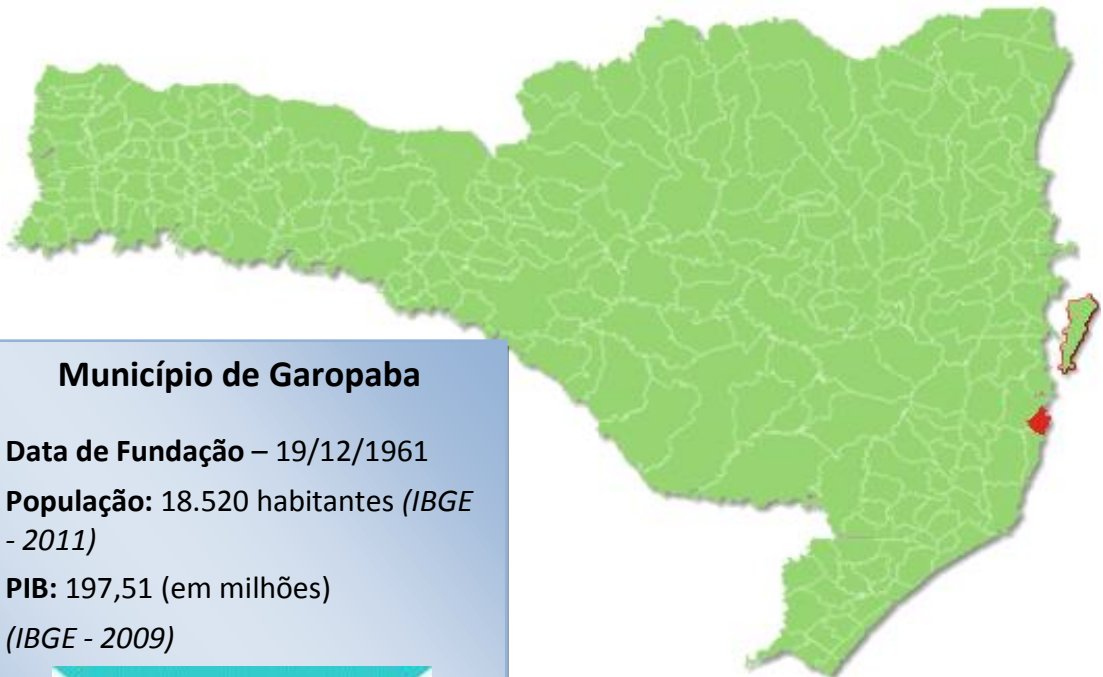 Município de Garopaba
Data de Fundação – 19/12/1961
População: 18.520 habitantes (IBGE
- 2011)
PIB: 197,51 (em milhões)
(IBGE - 2009)